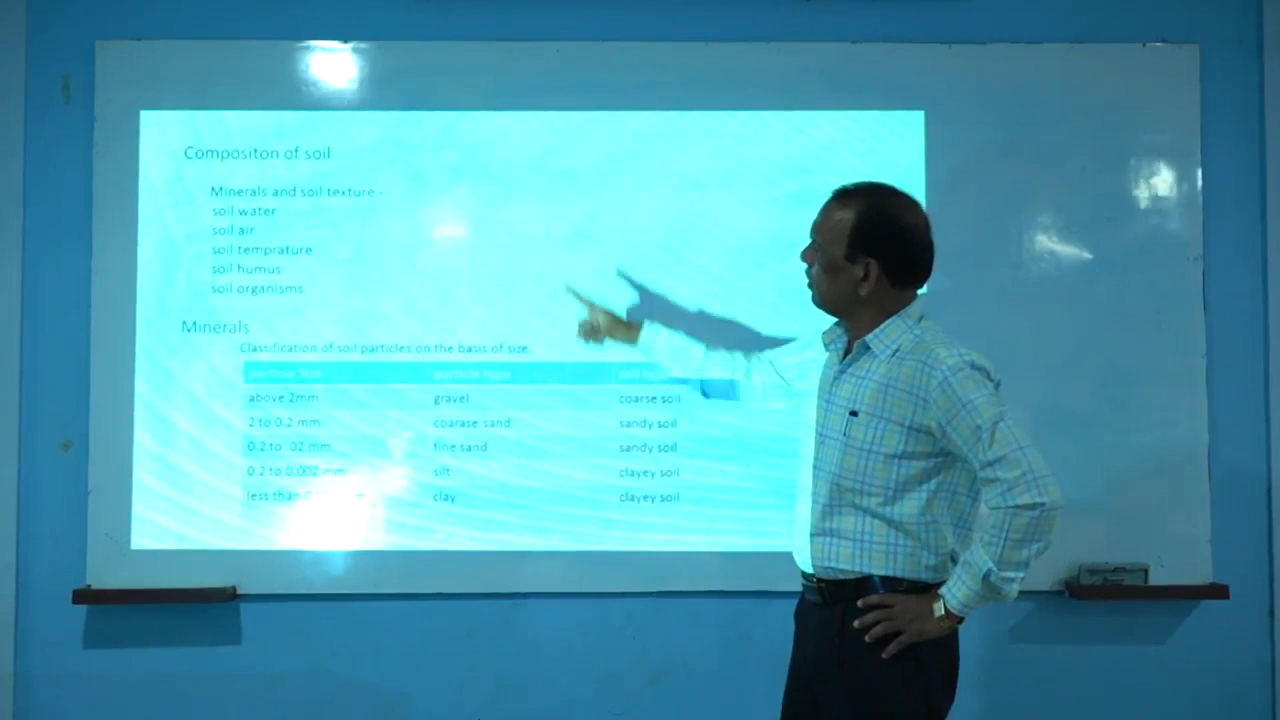 Compositon of soil
Minerals and soil texture -
soil water
soil air
soil temprature
soil humus
soil organisms
Minerals
Classification of soil particles on the basis of size.
particle Size particle type soil
above 2mm gravel coarse soil
2 to 0.2 mm coarase sand sandy soil
0.2 to .02 mm fine sand sandy soil
0.2 to 0.002 mm silt clayey soil
less than clay clayey soil